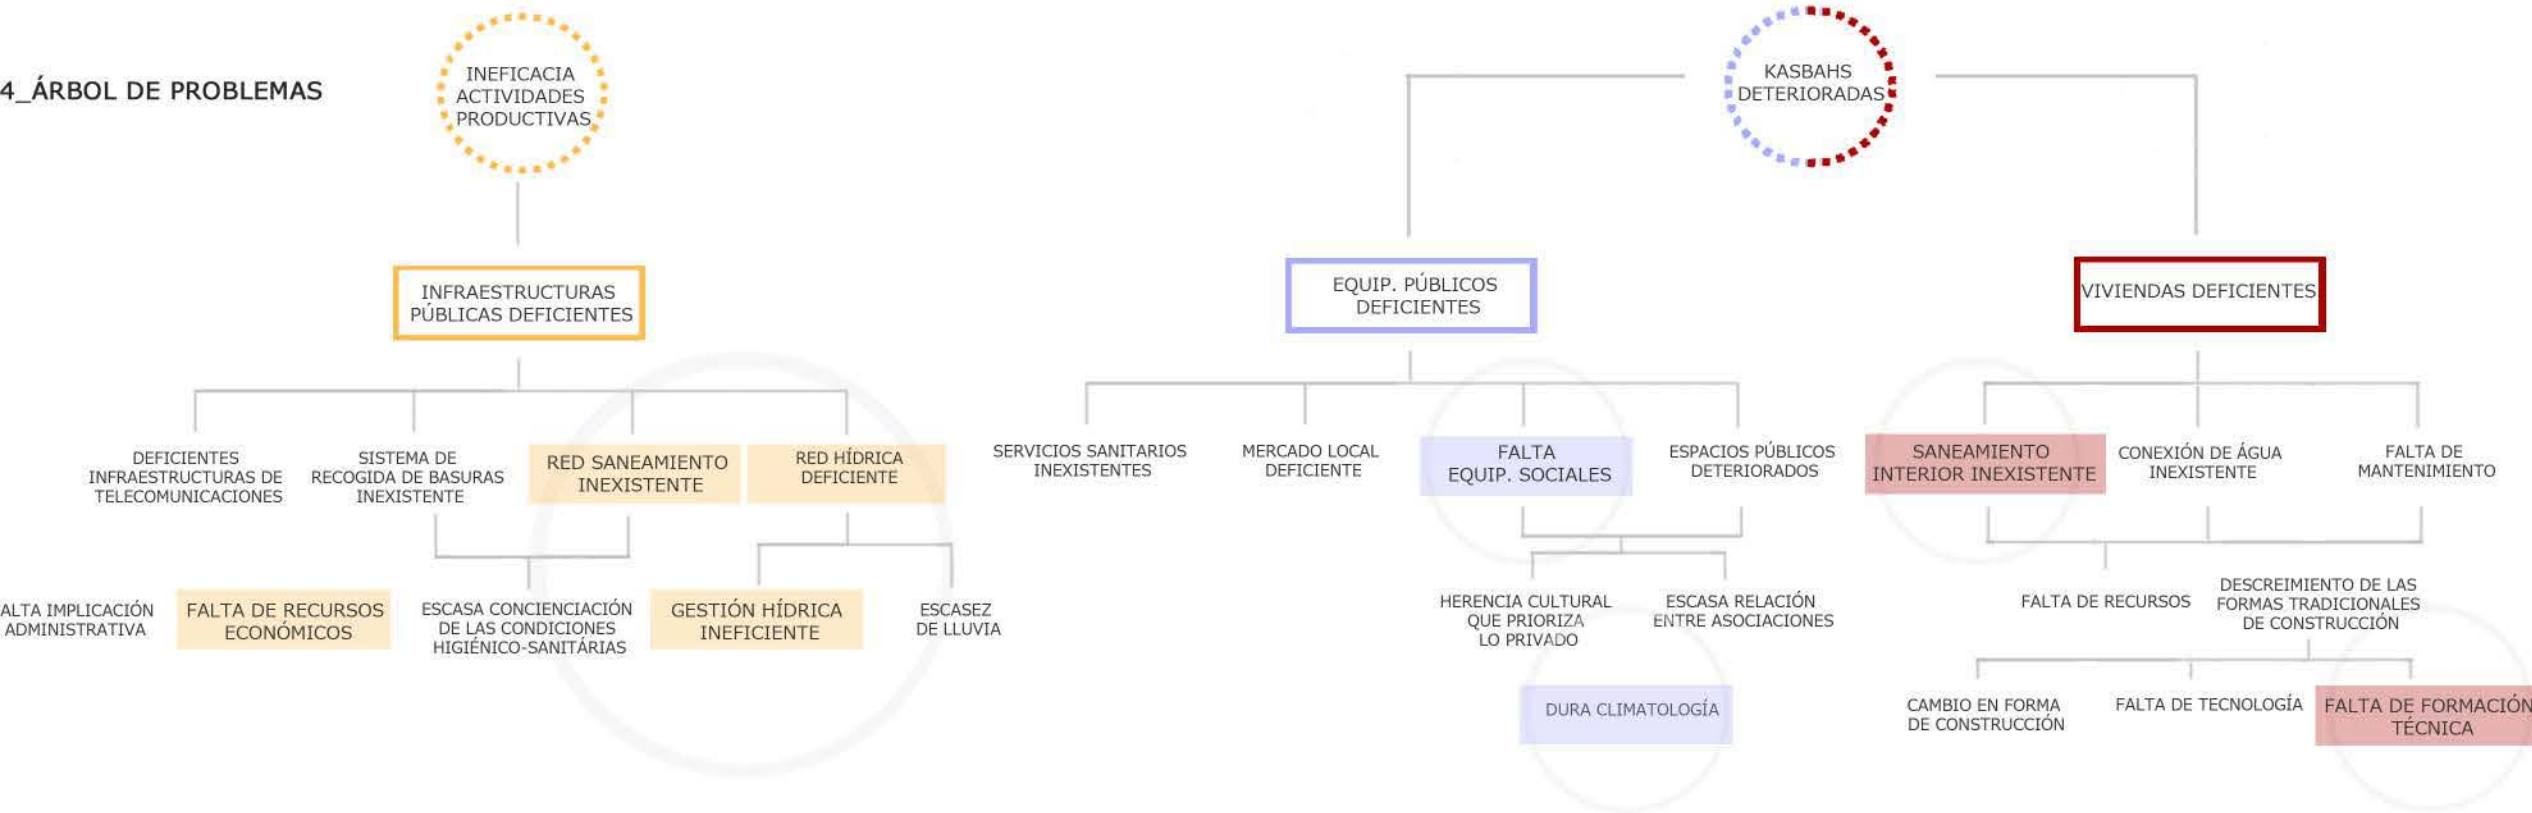 4_ÁRBOL DE PROBLEMAS
INEFICACIA
ACTIVIDADES
PRODUCTIVAS
KASBAHS
DETERIORADAS
INFRAESTRUCTURAS
PÚBLICAS DEFICIENTES
EQUIP. PÚBLICOS
DEFICIENTES
VIVIENDAS DEFICIENTES
DEFICIENTES
INFRAESTRUCTURAS DE
TELECOMUNICACIONES
SISTEMA DE
RECOGIDA DE BASURAS
INEXISTENTE
RED SANEAMIENTO
INEXISTENTE
RED HÍDRICA
DEFICIENTE
SERVICIOS SANITARIOS
INEXISTENTES
MERCADO LOCAL
DEFICIENTE
FALTA
EQUIP. SOCIALES
ESPACIOS PÚBLICOS
DETERIORADOS
SANEAMIENTO
INTERIOR INEXISTENTE
CONEXIÓN DE ÁGUA
INEXISTENTE
FALTA DE
MANTENIMIENTO
ALTA IMPLICACIÓN
ADMINISTRATIVA
FALTA DE RECURSOS
ECONÓMICOS
ESCASA CONCIENCIACIÓN
DE LAS CONDICIONES
HIGIÉNICO-SANITÁRIAS
GESTIÓN HÍDRICA
INEFICIENTE
ESCASEZ
DE LLUVIA
HERENCIA CULTURAL
QUE PRIORIZA
LO PRIVADO
ESCASA RELACIÓN
ENTRE ASOCIACIONES
FALTA DE RECURSOS
DESCREIMIENTO DE LAS
FORMAS TRADICIONALES
DE CONSTRUCCIÓN
DURA CLIMATOLOGÍA
CAMBIO EN FORMA
DE CONSTRUCCIÓN
FALTA DE TECNOLOGÍA
FALTA DE FORMACIÓN
TÉCNICA